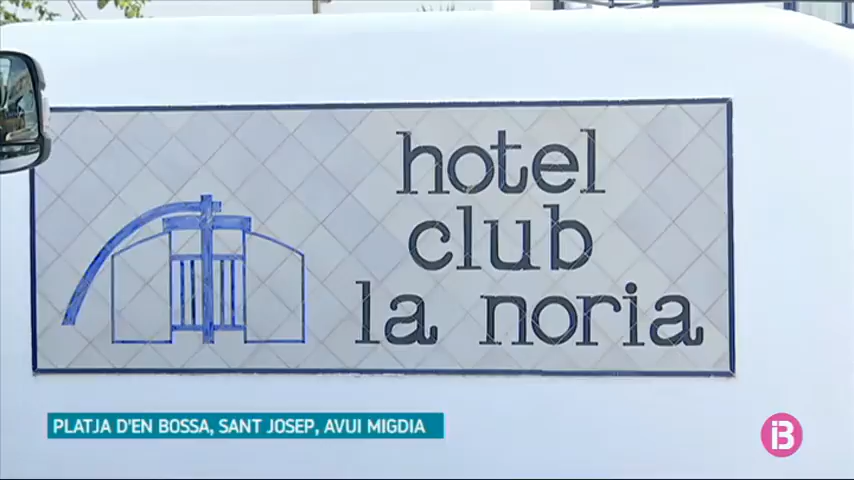 hotel
club
la noria
PLATJA D'EN BOSSA, SANT JOSEP, AVUI MIGDIA
iB